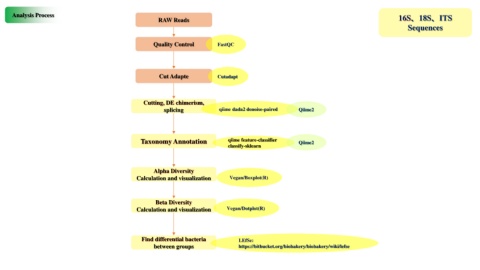 Analysis Process
16S、18S、ITS
Sequences
RAW Reads
Quality Control
FastQC
Cut Adapte
Cutadapt
Cutting, DE chimerism,
splicing
qiime dada2 denoise-paired
Qiime2
Taxonomy Annotation
qiime feature-classifier
classify-sklearn
Qiime2
Alpha Diversity
Calculation and visualization
Vegan/Boxplot(R)
Beta Diversity
Calculation and visualization
Vegan/Dotplot(R)
Find differential bacteria
between groups
LEfSe:
https://bitbucket.org/biobakery/biobakery/wiki/lefse